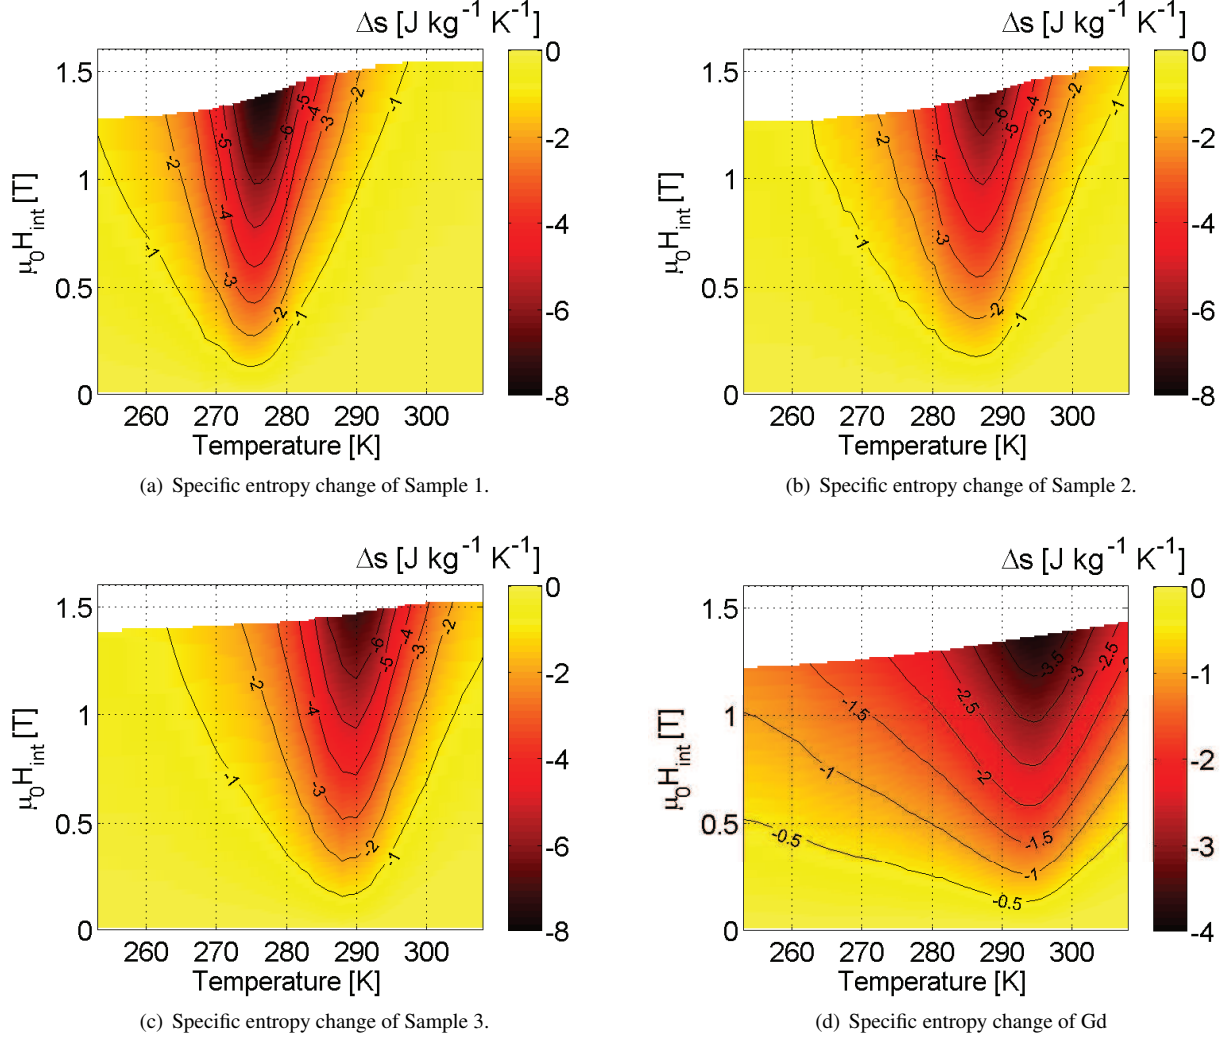 Δs [J kg⁻¹ K⁻¹]
1.5
1
0.5
0
μ₀H_int [T]
260 270 280 290 300
Temperature [K]
0
-2
-4
-6
-8
-1 -2 -3 -4 -5 -6 -5 -4 -3 -2 -1 -2 -1
(a) Specific entropy change of Sample 1.
Δs [J kg⁻¹ K⁻¹]
1.5
1
0.5
0
μ₀H_int [T]
260 270 280 290 300
Temperature [K]
0
-2
-4
-6
-8
-1 -2 -3 -6 -5 -4 -3 -2 -1 -2 -1
(b) Specific entropy change of Sample 2.
Δs [J kg⁻¹ K⁻¹]
1.5
1
0.5
0
μ₀H_int [T]
260 270 280 290 300
Temperature [K]
0
-2
-4
-6
-8
-1 -2 -3 -4 -6 -5 -4 -3 -2 -2 -1
(c) Specific entropy change of Sample 3.
Δs [J kg⁻¹ K⁻¹]
1.5
1
0.5
0
μ₀H_int [T]
260 270 280 290 300
Temperature [K]
0
-1
-2
-3
-4
-0.5 -1 -1.5 -2.5 -2 -3.5 -3 -2.5 -1.5 -1 -0.5
(d) Specific entropy change of Gd